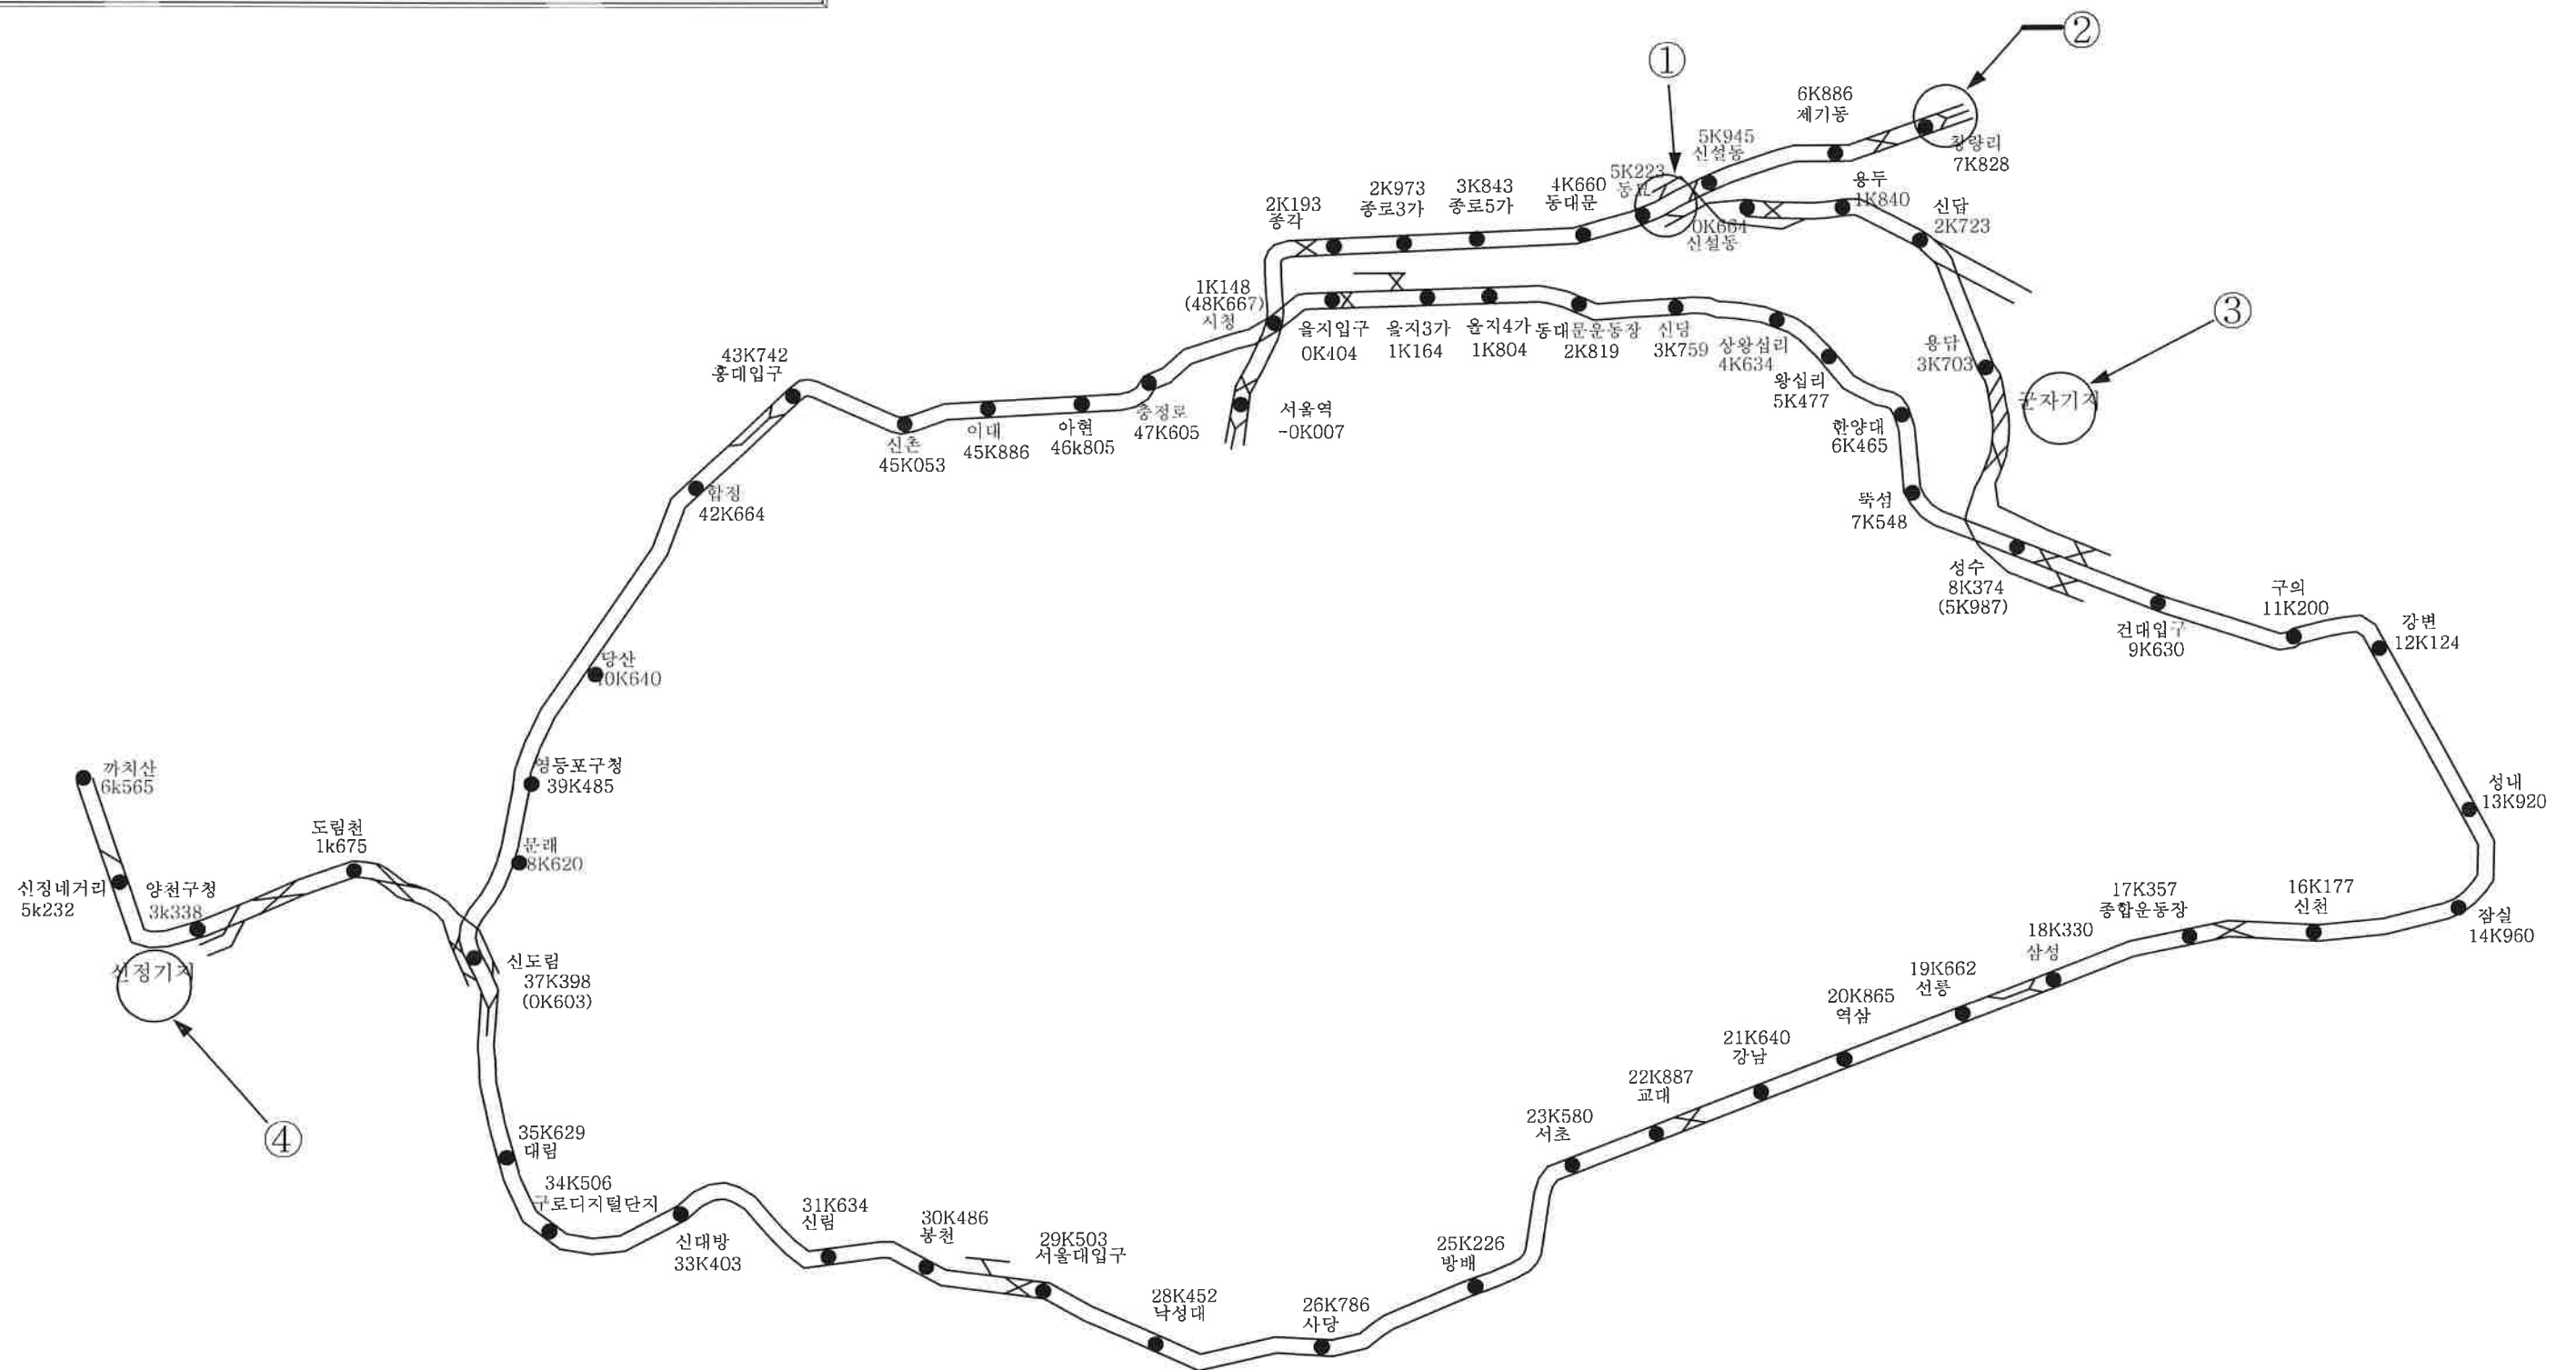 ②
①
6K886
제기동
5K945
신설동
청량리
7K828
5K223
동묘
4K660
동대문
3K843
종로5가
2K973
종로3가
2K193
종각
용두
1K840
신답
2K723
0K664
신설동
1K148
(48K667)
시청
을지입구
0K404
을지3가
1K164
을지4가
1K804
동대문운동장
2K819
신당
3K759
상왕십리
4K634
왕십리
5K477
용답
3K703
③
군자기지
43K742
홍대입구
신촌
45K053
이대
45K886
아현
46k805
충정로
47K605
서울역
-0K007
한양대
6K465
합정
42K664
뚝섬
7K548
성수
8K374
(5K987)
건대입구
9K630
구의
11K200
강변
12K124
당산
40K640
영등포구청
39K485
까치산
6k565
성내
13K920
도림천
1k675
문래
8K620
신정네거리
5k232
양천구청
3k338
17K357
종합운동장
16K177
신천
잠실
14K960
18K330
삼성
신도림
37K398
(0K603)
신정기지
19K662
선릉
20K865
역삼
21K640
강남
22K887
교대
23K580
서초
④
35K629
대림
34K506
구로디지털단지
신대방
33K403
31K634
신림
30K486
봉천
29K503
서울대입구
28K452
낙성대
26K786
사당
25K226
방배